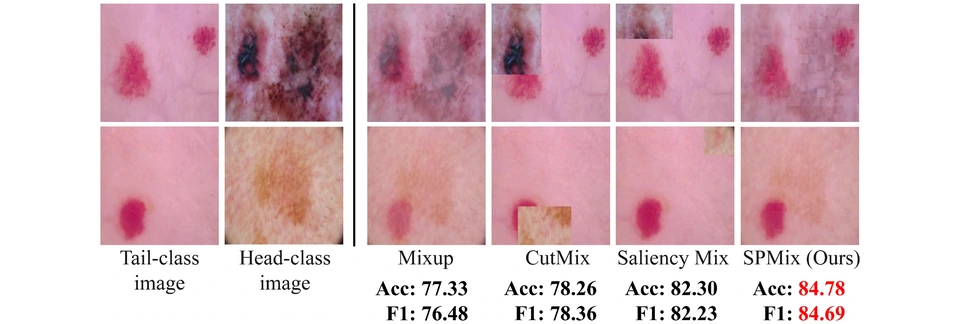 Tail-class
image
Head-class
image
Mixup
CutMix
Saliency Mix
SPMix (Ours)
Acc: 77.33
F1: 76.48
Acc: 78.26
F1: 78.36
Acc: 82.30
F1: 82.23
Acc: 84.78
F1: 84.69